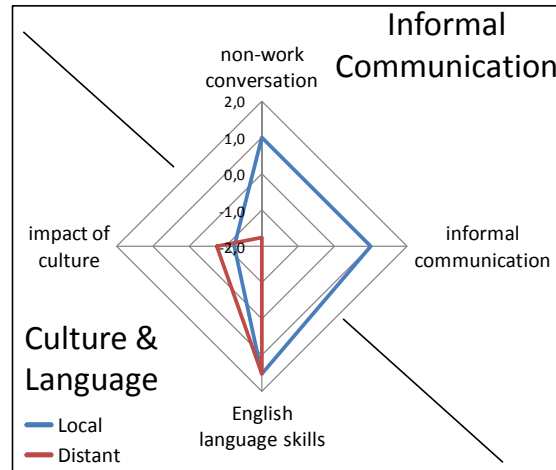 Informal
Communication
non-work
conversation
2,0
1,0
0,0
-1,0
-2,0
impact of
culture
informal
communication
Culture &
Language
English
language skills
Local
Distant